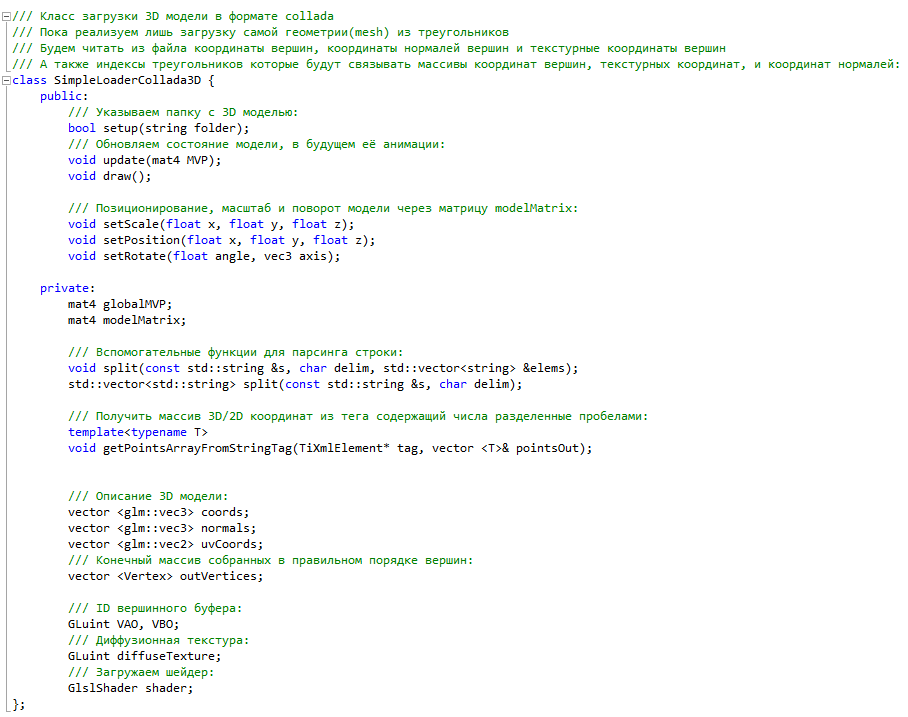 /// Класс загрузки 3D модели в формате collada
/// Пока реализуем лишь загрузку самой геометрии(mesh) из треугольников
/// Будем читать из файла координаты вершин, координаты нормалей вершин и текстурные координаты вершин
/// А также индексы треугольников которые будут связывать массивы координат вершин, текстурных координат, и координат нормалей:
class SimpleLoaderCollada3D {
    public:
        /// Указываем папку с 3D моделью:
        bool setup(string folder);
        /// Обновляем состояние модели, в будущем её анимации:
        void update(mat4 MVP);
        void draw();

        /// Позиционирование, масштаб и поворот модели через матрицу modelMatrix:
        void setScale(float x, float y, float z);
        void setPosition(float x, float y, float z);
        void setRotate(float angle, vec3 axis);

    private:
        mat4 globalMVP;
        mat4 modelMatrix;

        /// Вспомогательные функции для парсинга строки:
        void split(const std::string &s, char delim, std::vector<string> &elems);
        std::vector<std::string> split(const std::string &s, char delim);

        /// Получить массив 3D/2D координат из тега содержащий числа разделенные пробелами:
        template<typename T>
        void getPointsArrayFromStringTag(TiXmlElement* tag, vector <T>& pointsOut);


        /// Описание 3D модели:
        vector <glm::vec3> coords;
        vector <glm::vec3> normals;
        vector <glm::vec2> uvCoords;
        /// Конечный массив собранных в правильном порядке вершин:
        vector <Vertex> outVertices;

        /// ID вершинного буфера:
        GLuint VAO, VBO;
        /// Диффузионная текстура:
        GLuint diffuseTexture;
        /// Загружаем шейдер:
        GlslShader shader;
};